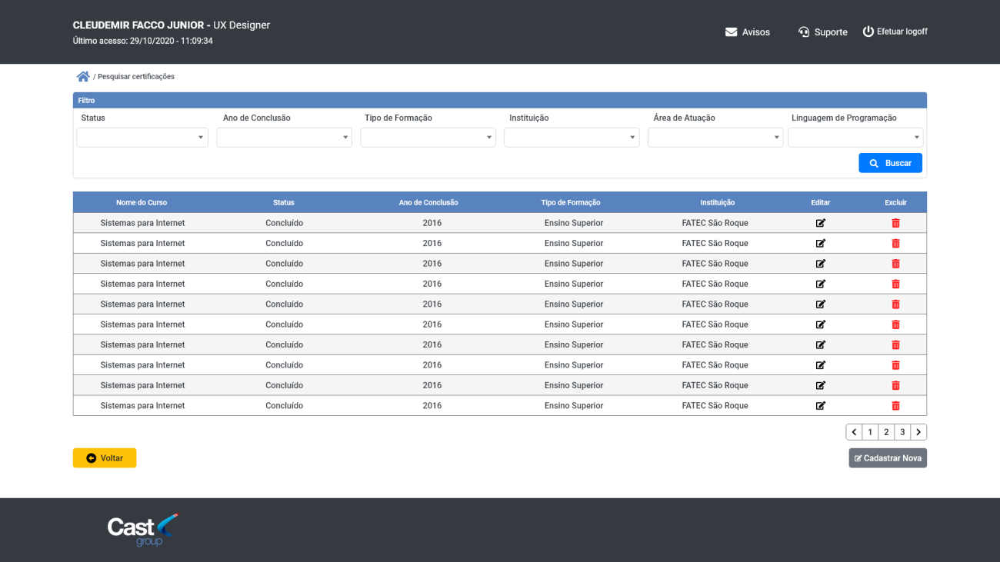 CLEUDEMIR FACCO JUNIOR - UX Designer
Último acesso: 29/10/2020 - 11:09:34
Avisos
Suporte
Efetuar logoff
/ Pesquisar certificações
Filtro
Status
Ano de Conclusão
Tipo de Formação
Instituição
Área de Atuação
Linguagem de Programação
Buscar
Nome do Curso Status Ano de Conclusão Tipo de Formação Instituição Editar Excluir
Sistemas para Internet Concluído 2016 Ensino Superior FATEC São Roque
Sistemas para Internet Concluído 2016 Ensino Superior FATEC São Roque
Sistemas para Internet Concluído 2016 Ensino Superior FATEC São Roque
Sistemas para Internet Concluído 2016 Ensino Superior FATEC São Roque
Sistemas para Internet Concluído 2016 Ensino Superior FATEC São Roque
Sistemas para Internet Concluído 2016 Ensino Superior FATEC São Roque
Sistemas para Internet Concluído 2016 Ensino Superior FATEC São Roque
Sistemas para Internet Concluído 2016 Ensino Superior FATEC São Roque
Sistemas para Internet Concluído 2016 Ensino Superior FATEC São Roque
Sistemas para Internet Concluído 2016 Ensino Superior FATEC São Roque
1 2 3
Voltar
Cadastrar Nova
Cast
group